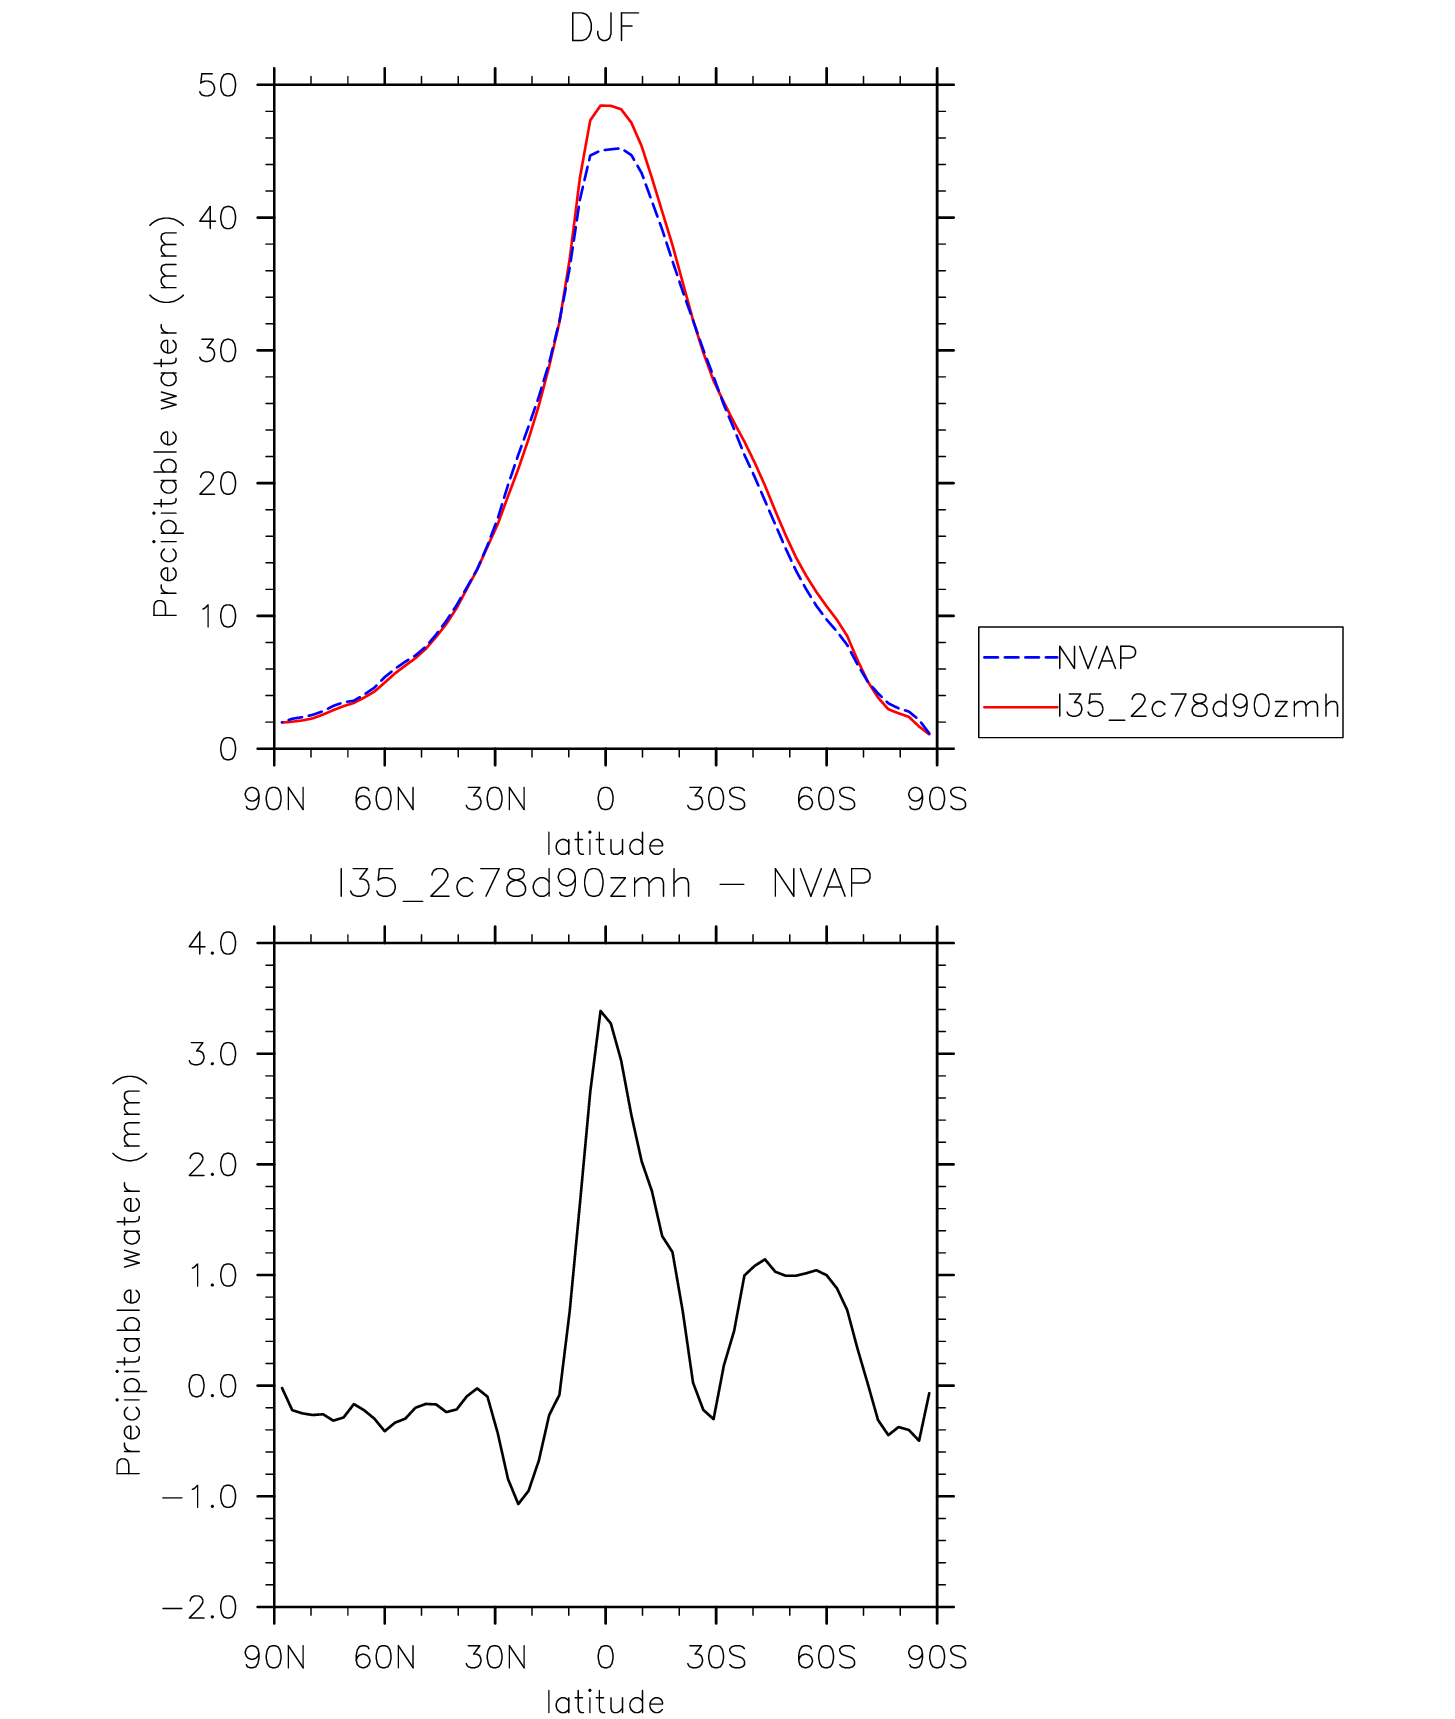 DJF
50
40
30
20
10
0
Precipitable water (mm)
90N 60N 30N 0 30S 60S 90S
latitude
NVAP
I35_2c78d90zmh
I35_2c78d90zmh − NVAP
4.0
3.0
2.0
1.0
0.0
−1.0
−2.0
Precipitable water (mm)
90N 60N 30N 0 30S 60S 90S
latitude